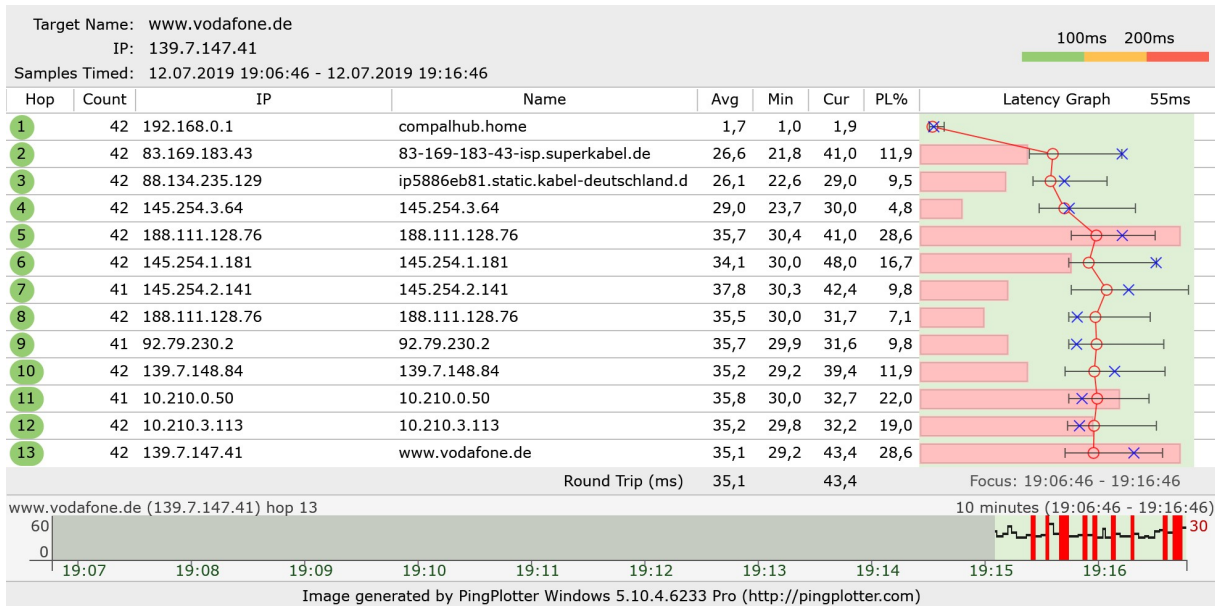 Target Name: www.vodafone.de
IP: 139.7.147.41
Samples Timed: 12.07.2019 19:06:46 - 12.07.2019 19:16:46
100ms 200ms
Hop Count IP Name Avg Min Cur PL% Latency Graph 55ms
1 42 192.168.0.1 compalhub.home 1,7 1,0 1,9
2 42 83.169.183.43 83-169-183-43-isp.superkabel.de 26,6 21,8 41,0 11,9
3 42 88.134.235.129 ip5886eb81.static.kabel-deutschland.d 26,1 22,6 29,0 9,5
4 42 145.254.3.64 145.254.3.64 29,0 23,7 30,0 4,8
5 42 188.111.128.76 188.111.128.76 35,7 30,4 41,0 28,6
6 42 145.254.1.181 145.254.1.181 34,1 30,0 48,0 16,7
7 41 145.254.2.141 145.254.2.141 37,8 30,3 42,4 9,8
8 42 188.111.128.76 188.111.128.76 35,5 30,0 31,7 7,1
9 41 92.79.230.2 92.79.230.2 35,7 29,9 31,6 9,8
10 42 139.7.148.84 139.7.148.84 35,2 29,2 39,4 11,9
11 41 10.210.0.50 10.210.0.50 35,8 30,0 32,7 22,0
12 42 10.210.3.113 10.210.3.113 35,2 29,8 32,2 19,0
13 42 139.7.147.41 www.vodafone.de 35,1 29,2 43,4 28,6
Round Trip (ms) 35,1 43,4 Focus: 19:06:46 - 19:16:46
www.vodafone.de (139.7.147.41) hop 13 10 minutes (19:06:46 - 19:16:46)
60 30
0
19:07 19:08 19:09 19:10 19:11 19:12 19:13 19:14 19:15 19:16
Image generated by PingPlotter Windows 5.10.4.6233 Pro (http://pingplotter.com)